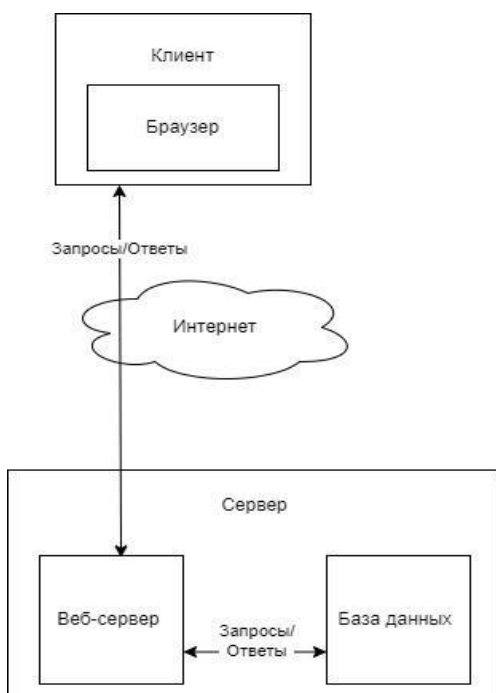 Клиент
Браузер
Запросы/Ответы
Интернет
Сервер
Веб-сервер
Запросы/
Ответы
База данных